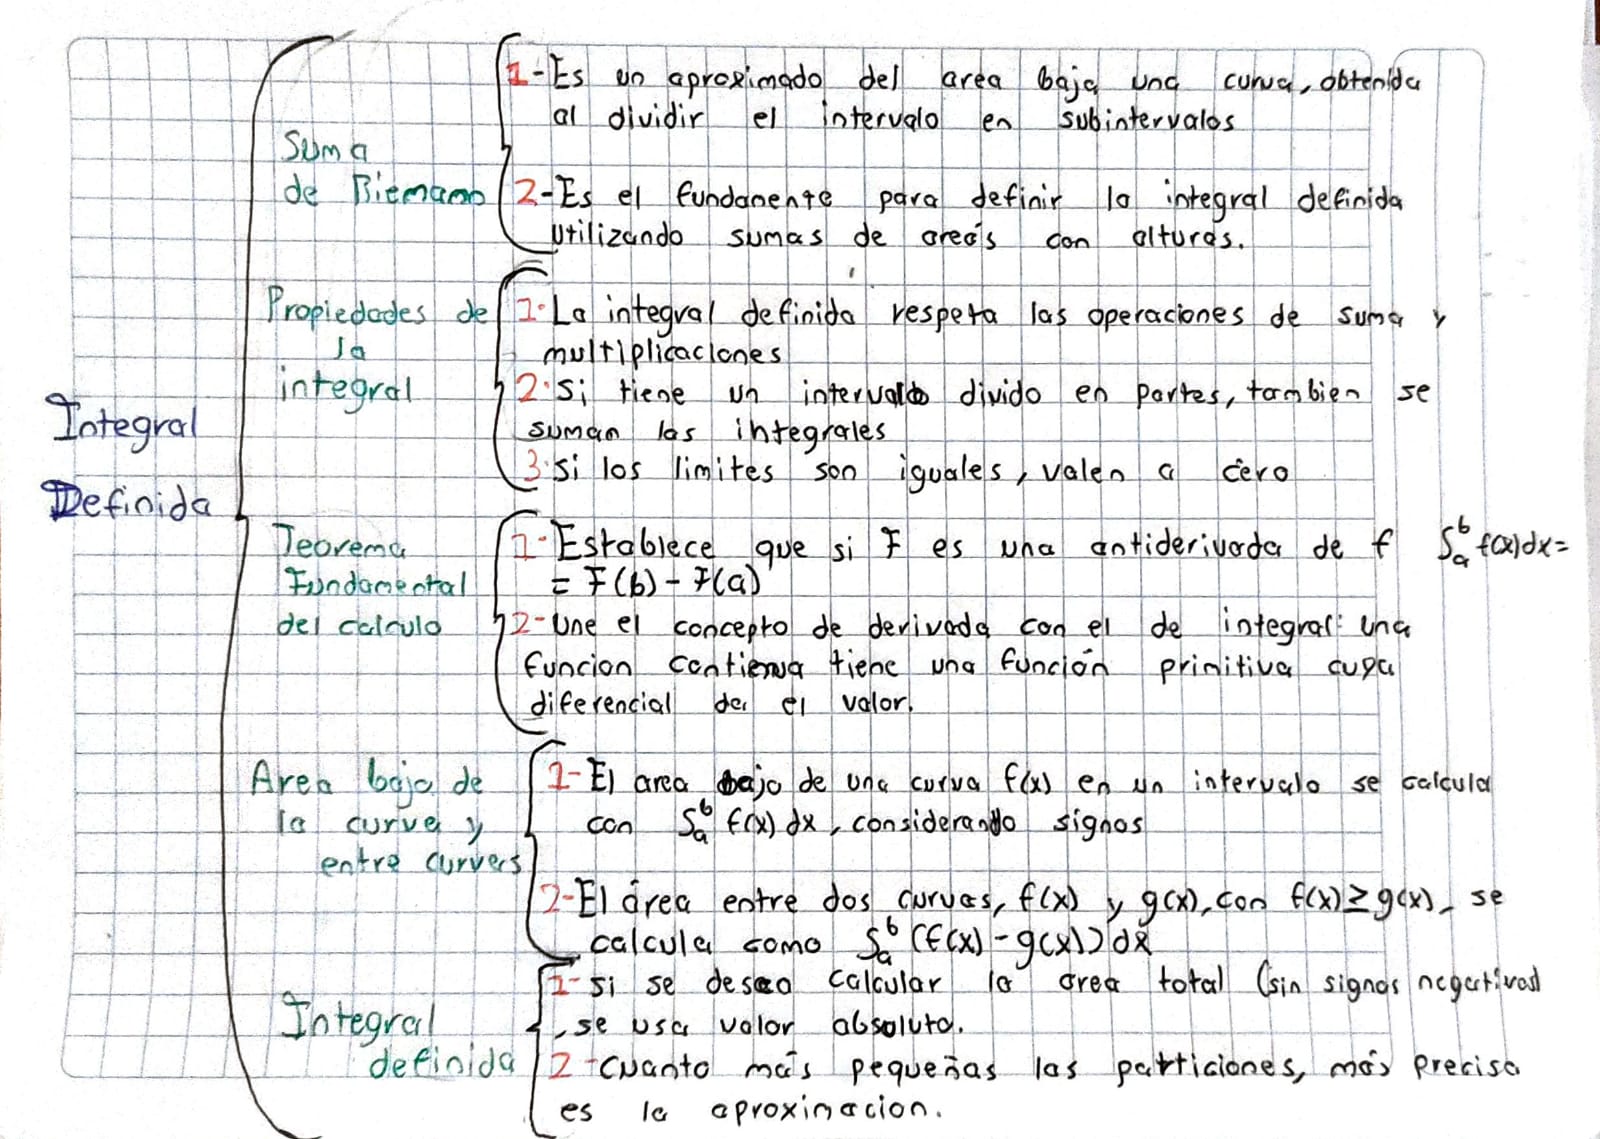 Integral
Definida
Suma
de Riemann
1-Es un aproximado del area baja una curva, obtenida
al dividir el intervalo en subintervalos
2-Es el fundamente para definir la integral definida
utilizando sumas de areás con alturas.
Propiedades de
la
integral
1·La integral definida respeta las operaciones de suma y
multiplicaciones
2·Si tiene un intervalo divido en partes, tambien se
suman las integrales
3·Si los limites son iguales, valen a cero
Teorema
Fundamental
del calculo
1-Establece que si F es una antiderivada de f ∫ₐᵇ f(x)dx=
= F(b) - F(a)
2-Une el concepto de derivada con el de integral: una
funcion contienua tiene una función primitiva cuya
diferencial da el valor.
Area bajo de
la curva y
entre curvers
1-El area bajo de una curva f(x) en un intervalo se calcula
con ∫ₐᵇ f(x) dx, considerando signos
2-El área entre dos curvas, f(x) y g(x), con f(x)≥g(x), se
calcula como ∫ₐᵇ (f(x)-g(x)) dx
Integral
definida
1-Si se desea calcular la area total (sin signos negativas)
, se usa valor absoluto.
2-Cuanto más pequeñas las particiones, más precisa
es la aproximacion.